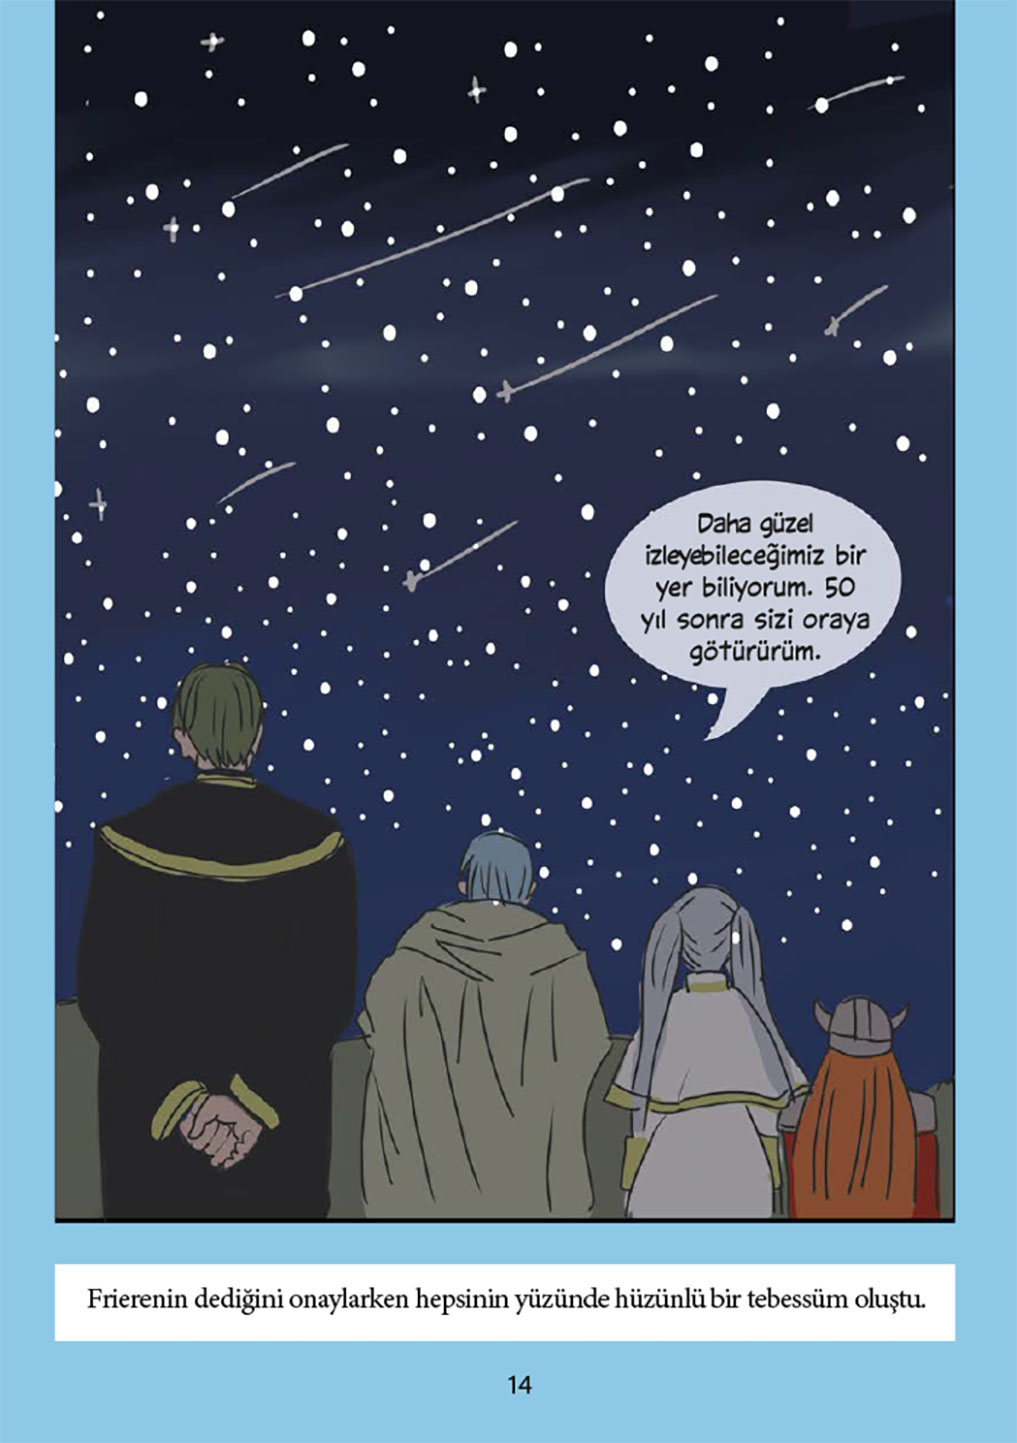 Daha güzel
izleyebileceğimiz bir
yer biliyorum. 50
yıl sonra sizi oraya
götürürüm.
Frierenin dediğini onaylarken hepsinin yüzünde hüzünlü bir tebessüm oluştu.
14